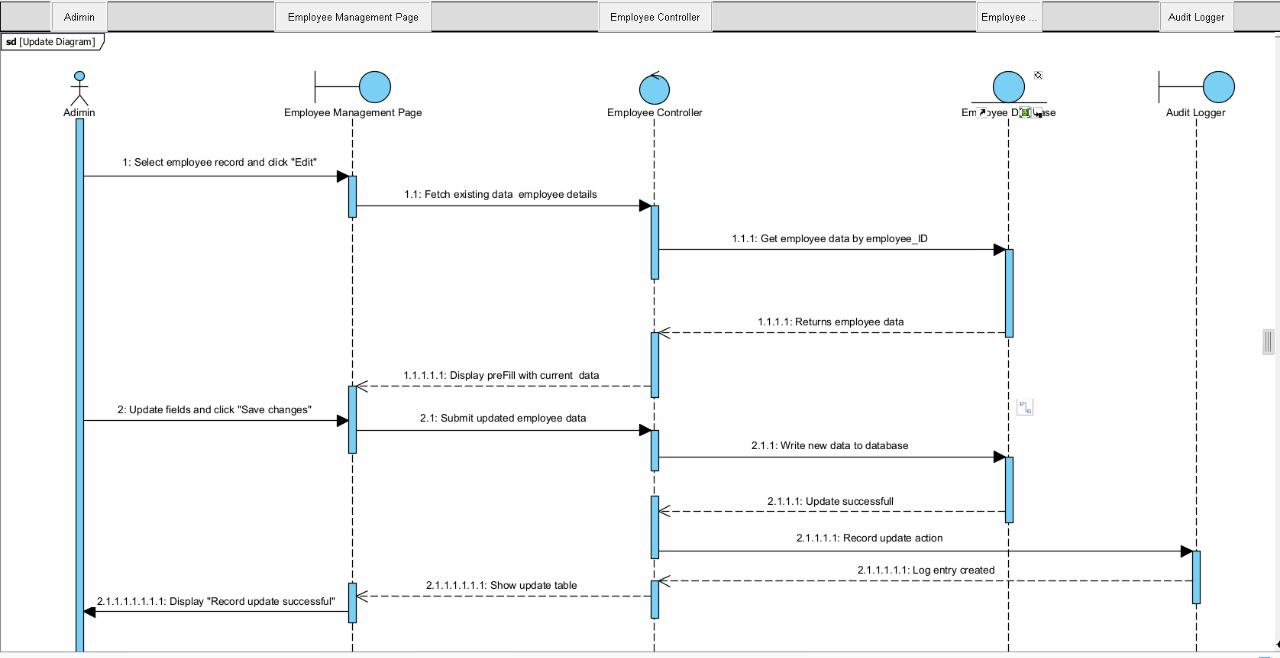 Admin
Employee Management Page
Employee Controller
Employee ...
Audit Logger
sd [Update Diagram]
Admin
Employee Management Page
Employee Controller
Employee
Audit Logger
1: Select employee record and click "Edit"
1.1: Fetch existing data  employee details
1.1.1: Get employee data by employee_ID
1.1.1.1: Returns employee data
1.1.1.1.1: Display preFill with current  data
2: Update fields and click "Save changes"
2.1: Submit updated employee data
2.1.1: Write new data to database
2.1.1.1: Update successfull
2.1.1.1.1: Record update action
2.1.1.1.1.1: Log entry created
2.1.1.1.1.1.1: Show update table
2.1.1.1.1.1.1.1: Display "Record update successful"